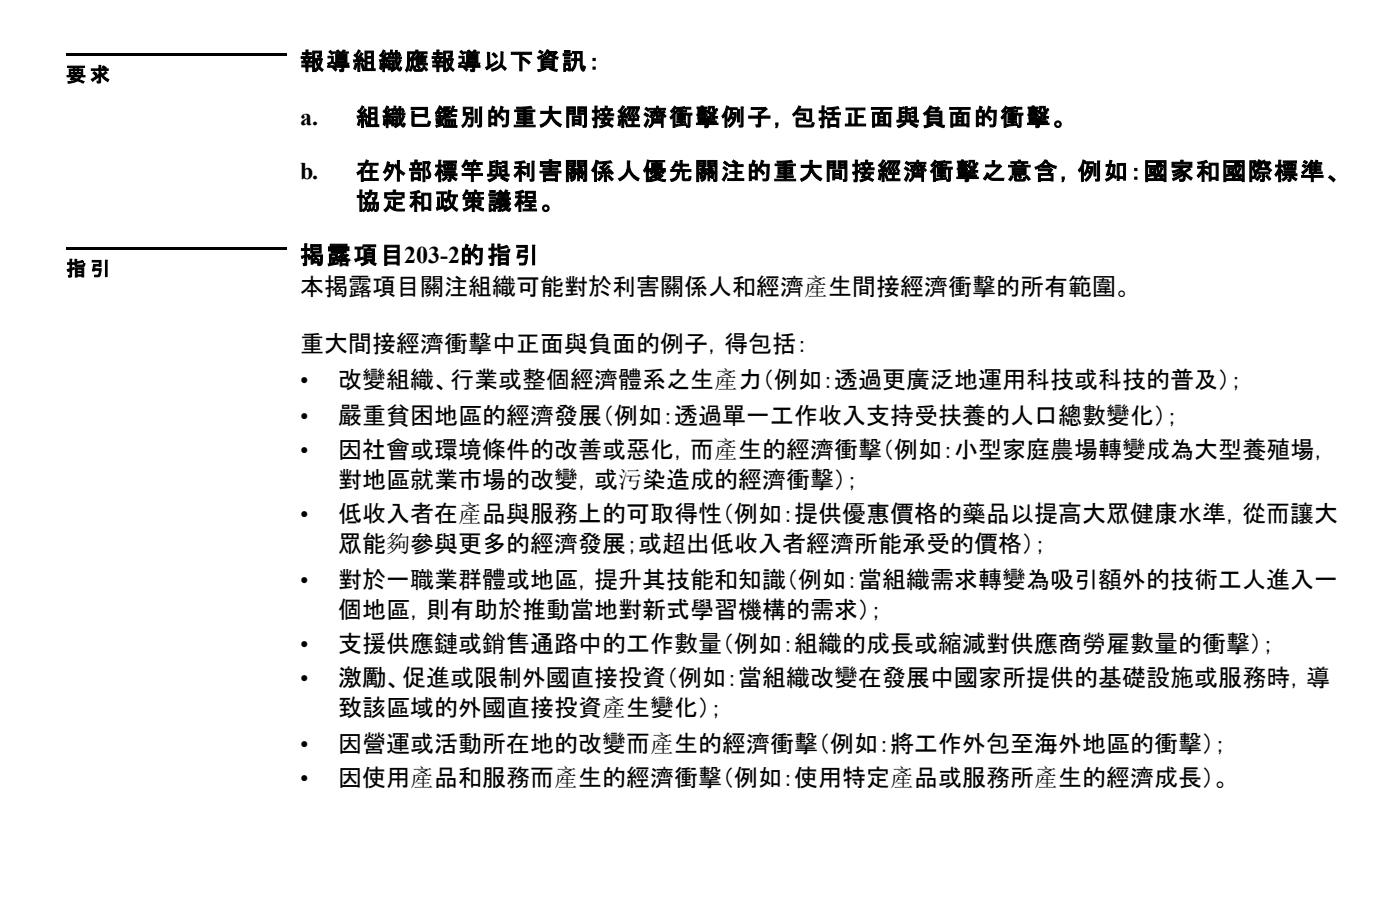 要求
報導組織應報導以下資訊：
a. 組織已鑑別的重大間接經濟衝擊例子，包括正面與負面的衝擊。
b. 在外部標竿與利害關係人優先關注的重大間接經濟衝擊之意含，例如：國家和國際標準、
協定和政策議程。
指引
揭露項目203-2的指引
本揭露項目關注組織可能對於利害關係人和經濟產生間接經濟衝擊的所有範圍。
重大間接經濟衝擊中正面與負面的例子，得包括：
• 改變組織、行業或整個經濟體系之生產力（例如：透過更廣泛地運用科技或科技的普及）；
• 嚴重貧困地區的經濟發展（例如：透過單一工作收入支持受扶養的人口總數變化）；
• 因社會或環境條件的改善或惡化，而產生的經濟衝擊（例如：小型家庭農場轉變成為大型養殖場，
對地區就業市場的改變，或污染造成的經濟衝擊）；
• 低收入者在產品與服務上的可取得性（例如：提供優惠價格的藥品以提高大眾健康水準，從而讓大
眾能夠參與更多的經濟發展；或超出低收入者經濟所能承受的價格）；
• 對於一職業群體或地區，提升其技能和知識（例如：當組織需求轉變為吸引額外的技術工人進入一
個地區，則有助於推動當地對新式學習機構的需求）；
• 支援供應鏈或銷售通路中的工作數量（例如：組織的成長或縮減對供應商勞雇數量的衝擊）；
• 激勵、促進或限制外國直接投資（例如：當組織改變在發展中國家所提供的基礎設施或服務時，導
致該區域的外國直接投資產生變化）；
• 因營運或活動所在地的改變而產生的經濟衝擊（例如：將工作外包至海外地區的衝擊）；
• 因使用產品和服務而產生的經濟衝擊（例如：使用特定產品或服務所產生的經濟成長）。